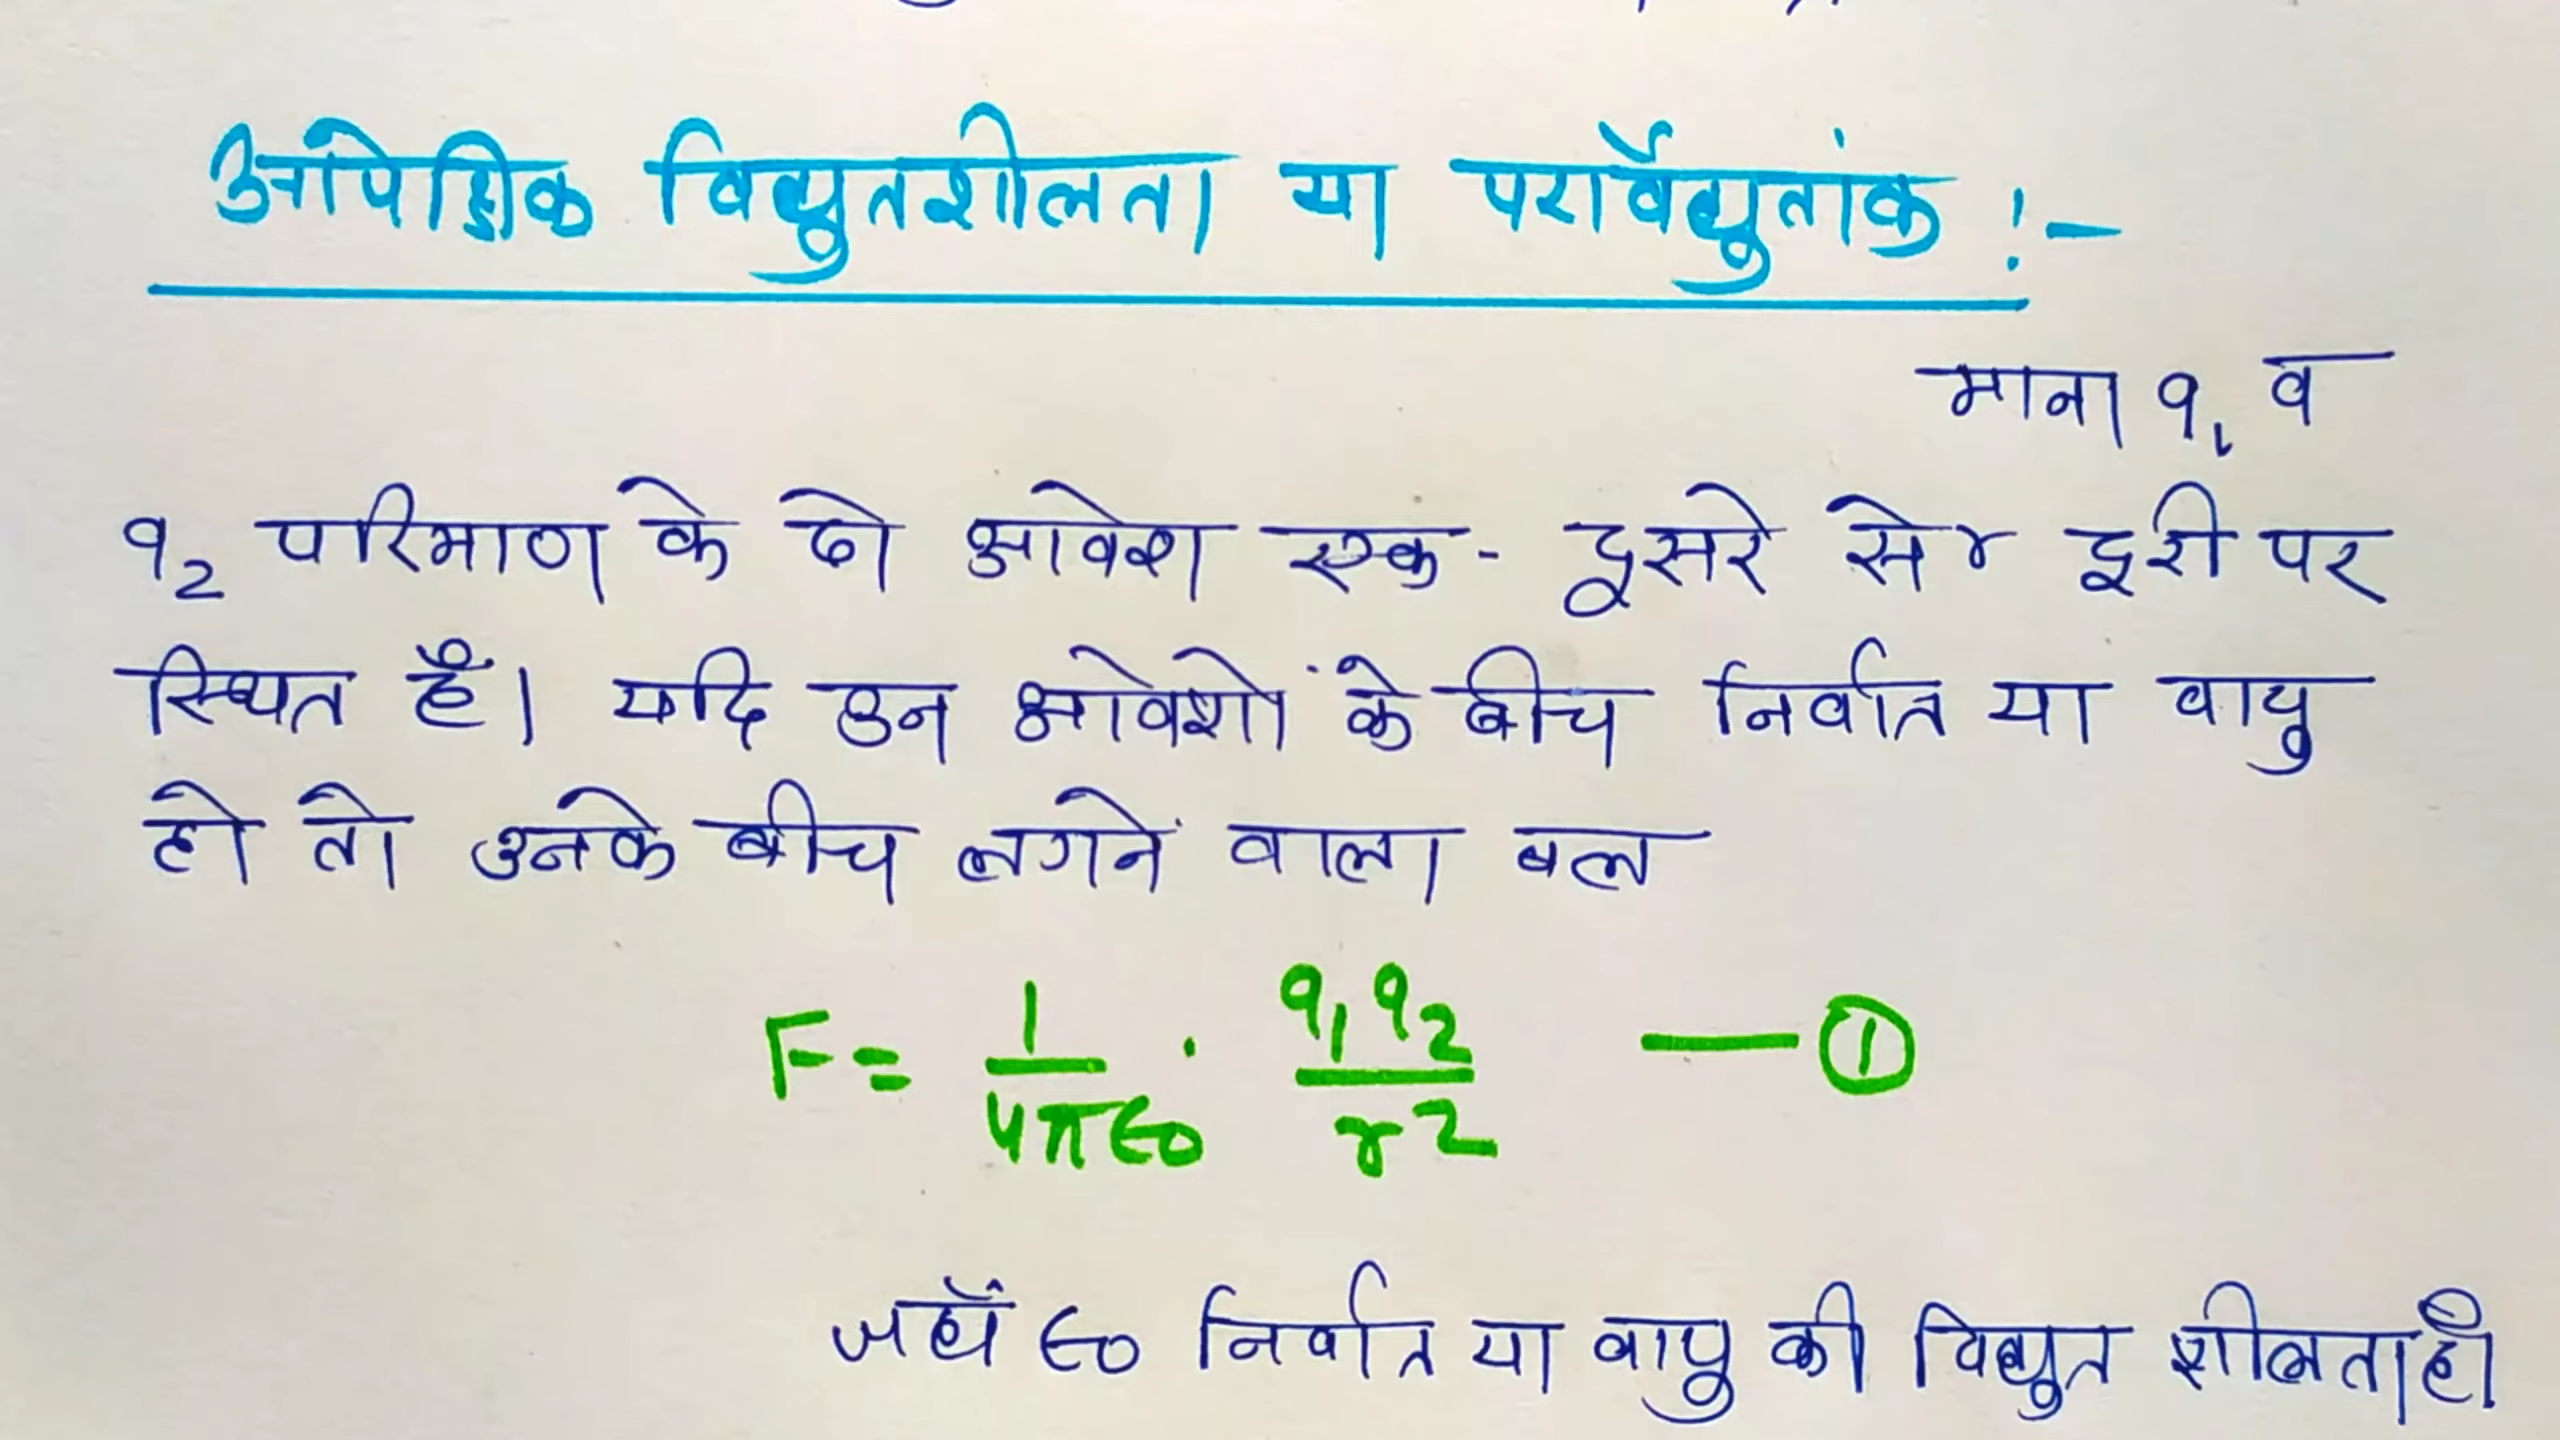 आपेक्षिक विद्युतशीलता या परावैद्युतांक :-
माना q₁ व
q₂ परिमाण के दो आवेश एक - दूसरे से r दूरी पर
स्थित हैं। यदि उन आवेशों के बीच निर्वात या वायु
हो तो उनके बीच लगने वाला बल
F = 1/4πϵ₀ . q₁q₂/r² —①
जहाँ ϵ₀ निर्वात या वायु की विद्युत शीलता है।